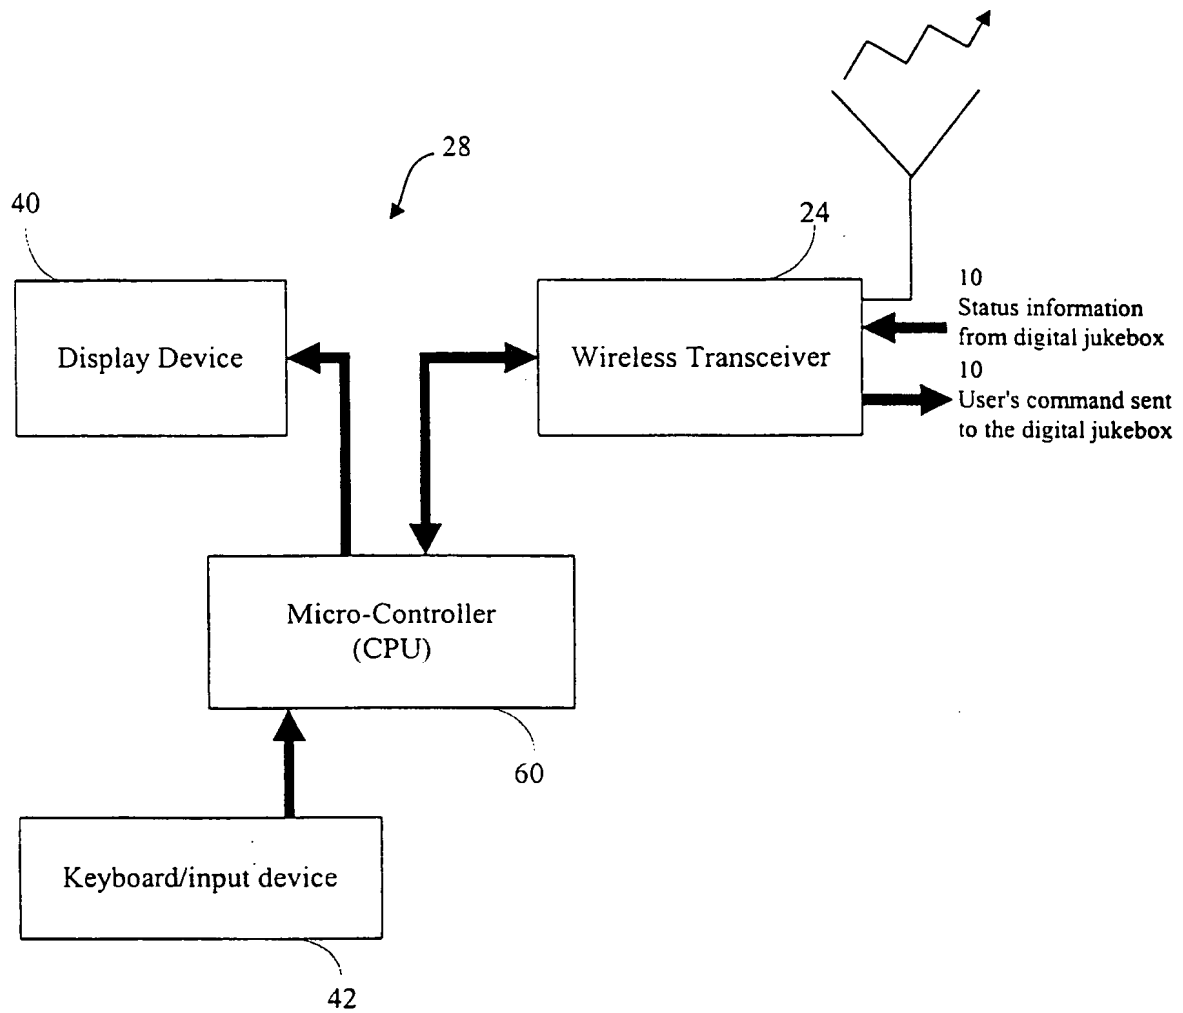 28
40
24
10
Status information
from digital jukebox
Display Device
Wireless Transceiver
10
User's command sent
to the digital jukebox
Micro-Controller
(CPU)
60
Keyboard/input device
42